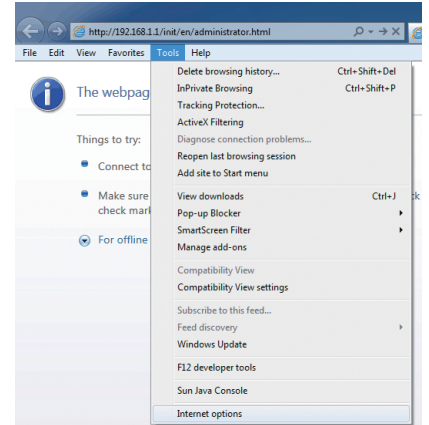 http://192.168.1.1/init/en/administrator.html
File Edit View Favorites Tools Help
Delete browsing history... Ctrl+Shift+Del
InPrivate Browsing Ctrl+Shift+P
Tracking Protection...
ActiveX Filtering
Diagnose connection problems...
Reopen last browsing session
Add site to Start menu
View downloads Ctrl+J
Pop-up Blocker
SmartScreen Filter
Manage add-ons
Compatibility View
Compatibility View settings
Subscribe to this feed...
Feed discovery
Windows Update
F12 developer tools
Sun Java Console
Internet options
The webpag
Things to try:
Connect to
Make sure
check mark
For offline